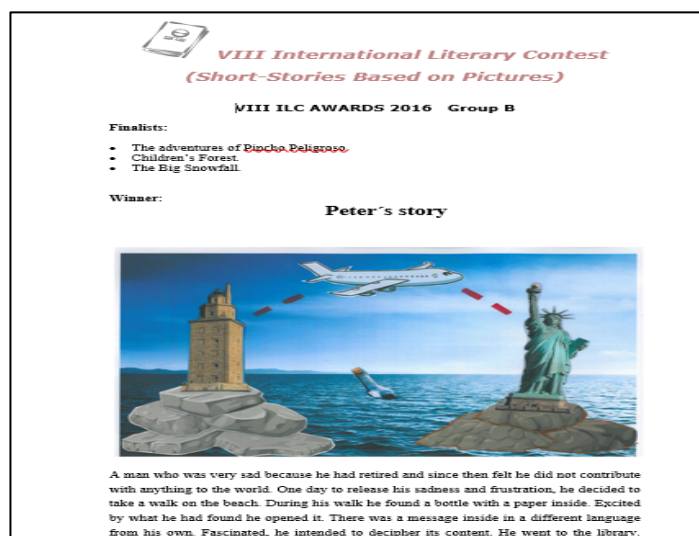 VIII International Literary Contest
(Short-Stories Based on Pictures)
VIII ILC AWARDS 2016 Group B
Finalists:
• The adventures of Pincho Peligroso.
• Children's Forest.
• The Big Snowfall.
Winner:
Peter´s story
A man who was very sad because he had retired and since then felt he did not contribute
with anything to the world. One day to release his sadness and frustration, he decided to
take a walk on the beach. During his walk he found a bottle with a paper inside. Excited
by what he had found he opened it. There was a message inside in a different language
from his own. Fascinated, he intended to decipher its content. He went to the library,